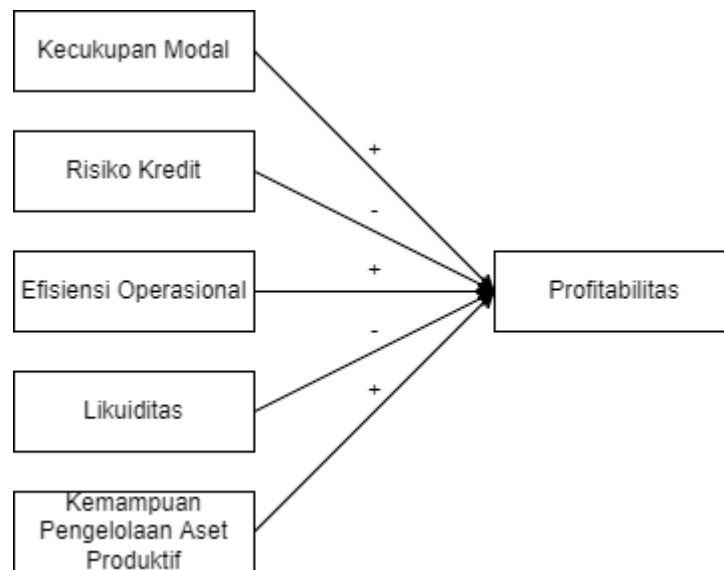 Kecukupan Modal
+
Risiko Kredit
-
Efisiensi Operasional
+
Profitabilitas
-
Likuiditas
+
Kemampuan
Pengelolaan Aset
Produktif